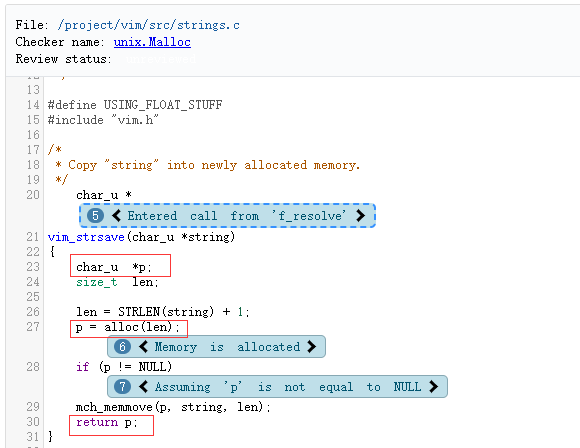 File: /project/vim/src/strings.c
Checker name: unix.Malloc
Review status:
13
14 #define USING_FLOAT_STUFF
15 #include "vim.h"
16
17 /*
18  * Copy "string" into newly allocated memory.
19  */
20     char_u *
5 Entered call from 'f_resolve'
21 vim_strsave(char_u *string)
22 {
23     char_u  *p;
24     size_t  len;
25
26     len = STRLEN(string) + 1;
27     p = alloc(len);
6 Memory is allocated
28     if (p != NULL)
7 Assuming 'p' is not equal to NULL
29     mch_memmove(p, string, len);
30     return p;
31 }